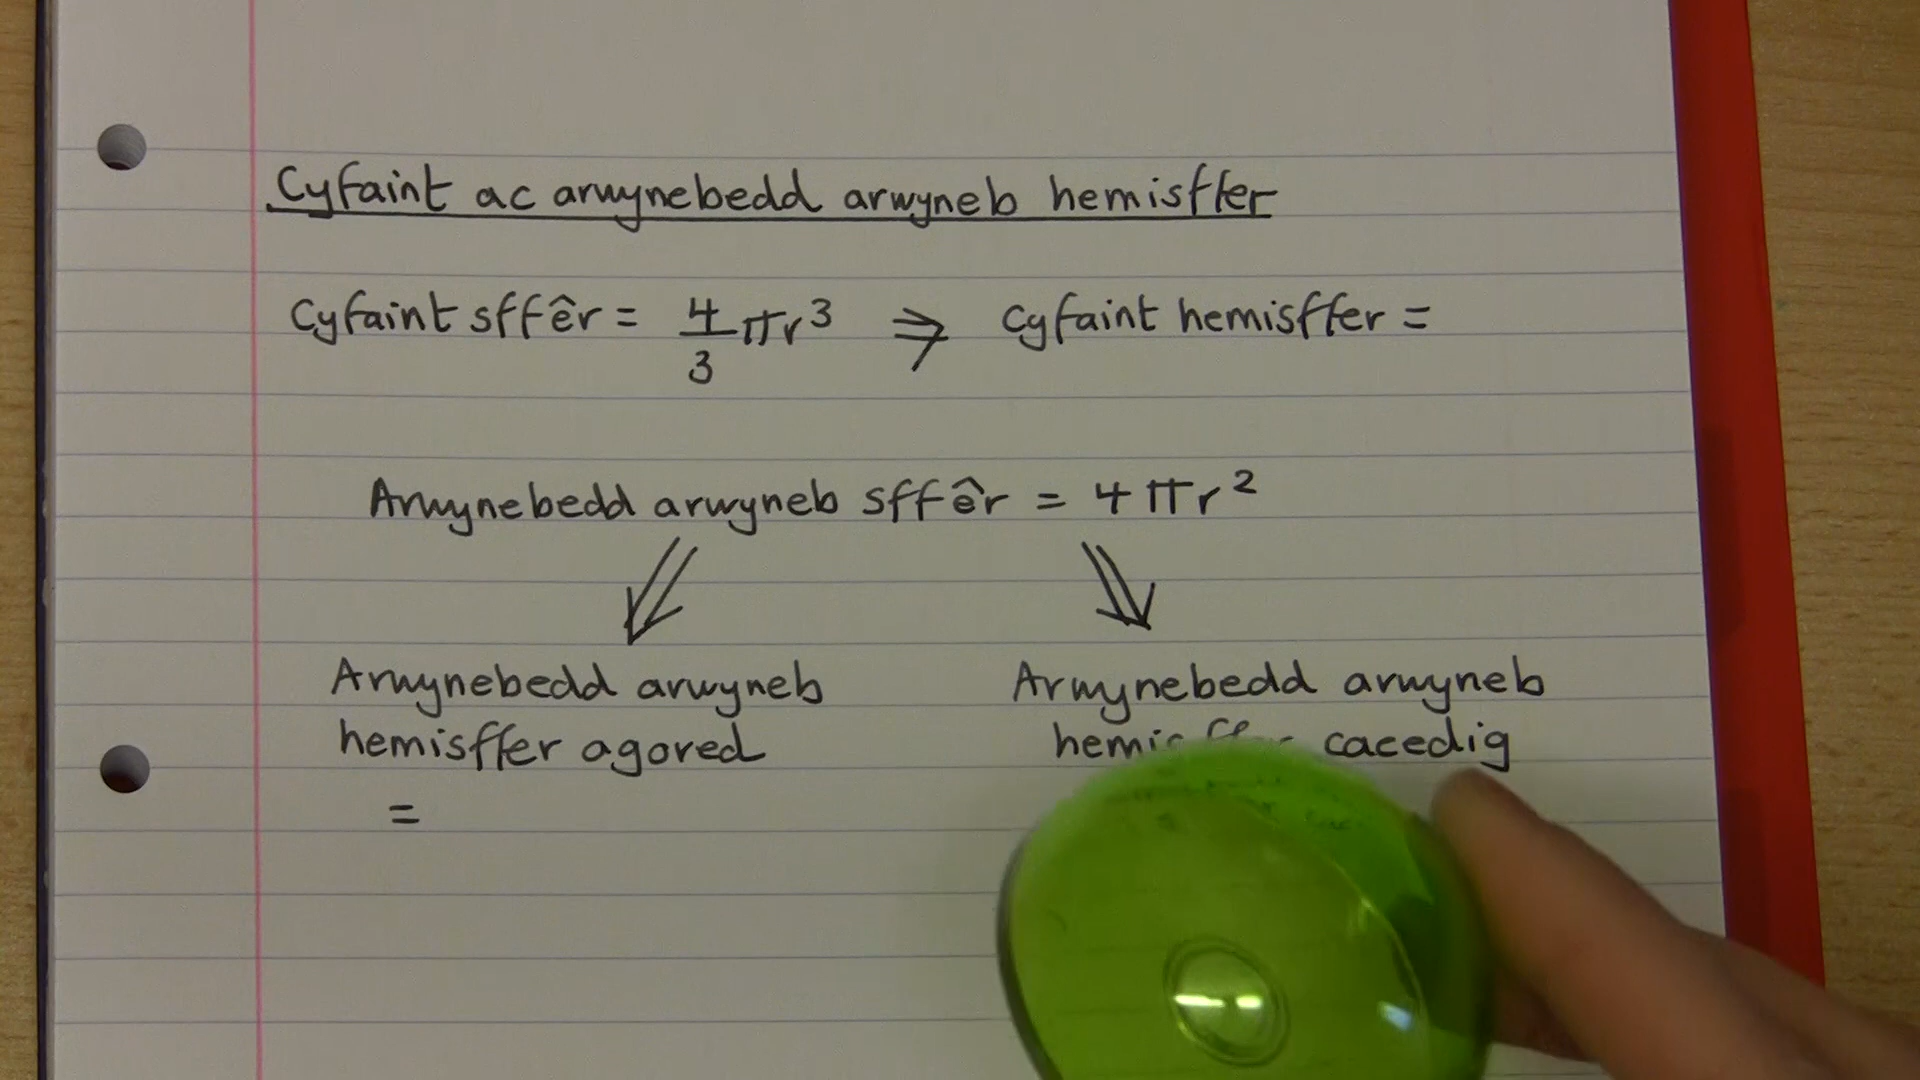 Cyfaint ac arwynebedd arwyneb hemisffer
Cyfaint sffêr = 4/3 πr³ ⇒ Cyfaint hemisffer =
Arwynebedd arwyneb sffêr = 4πr²
Arwynebedd arwyneb
hemisffer agored
=
Arwynebedd arwyneb
cacedig